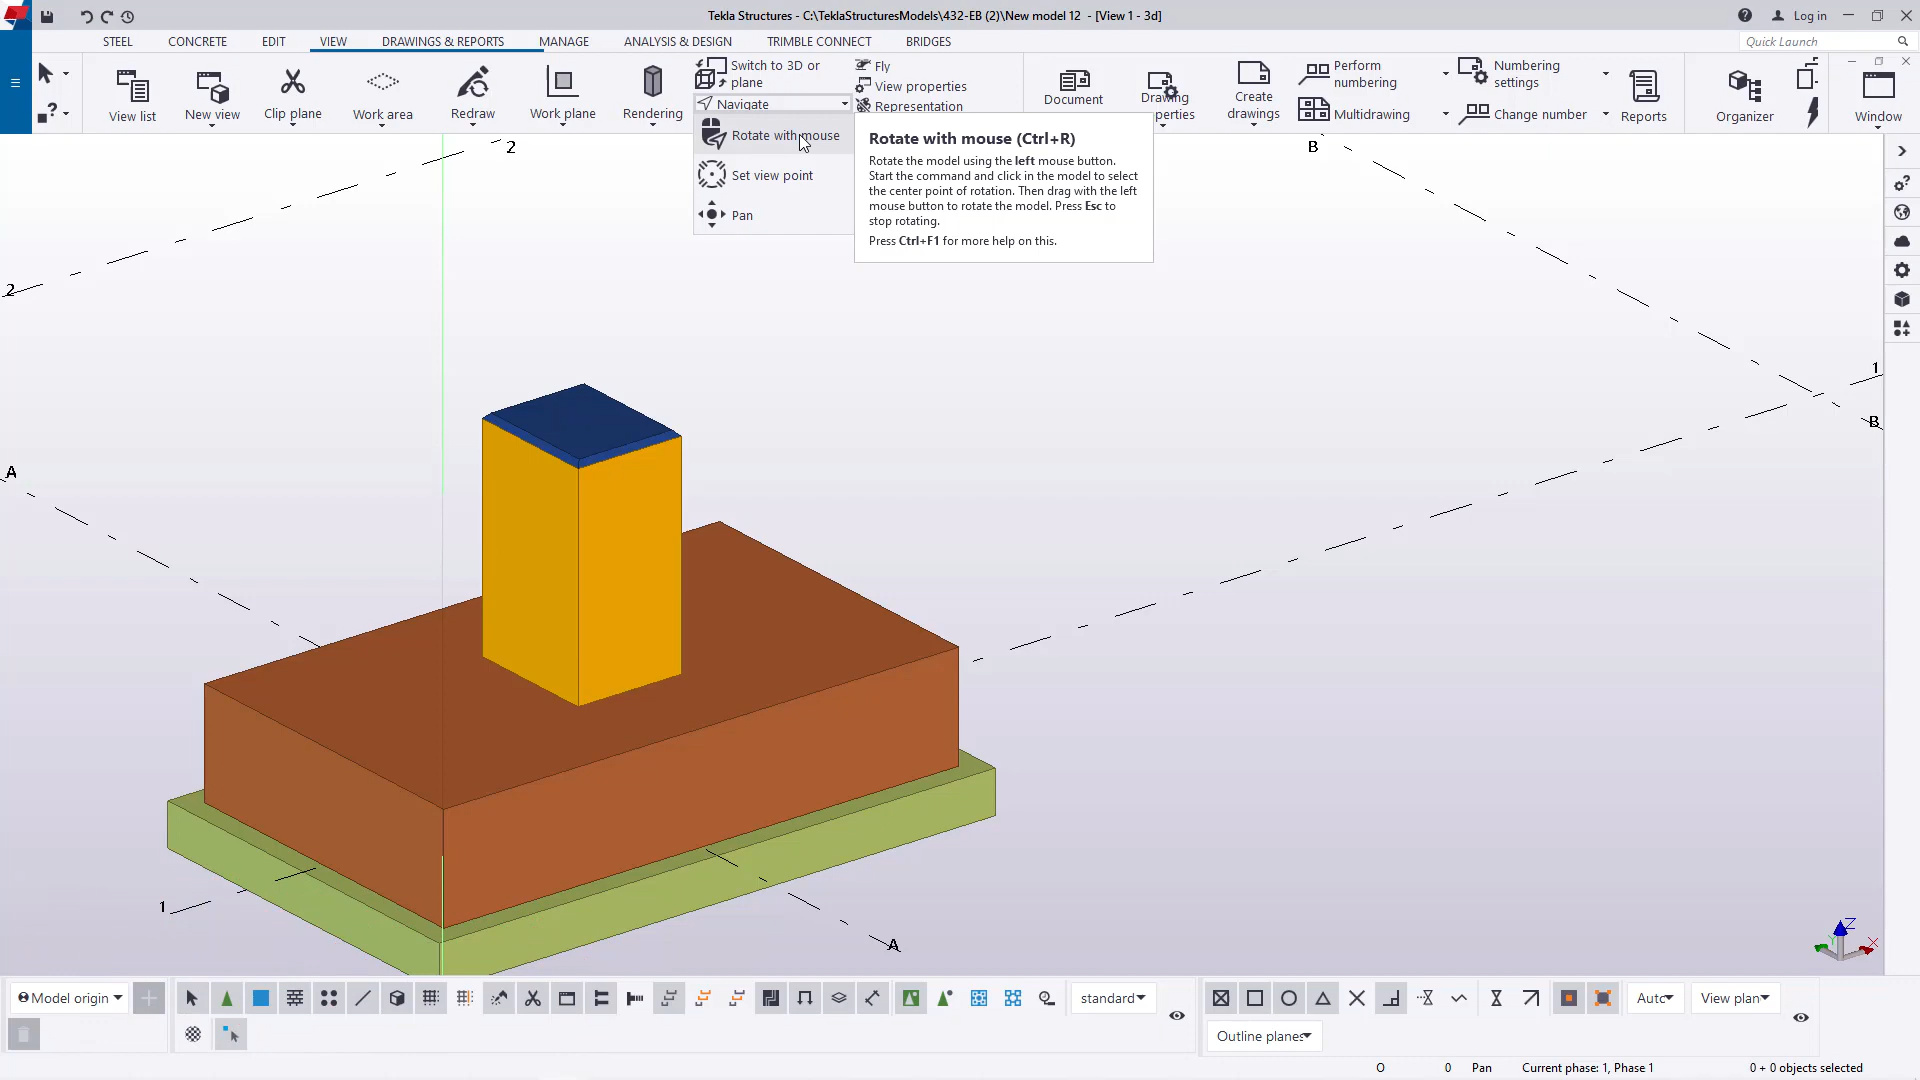 Tekla Structures - C:\TeklaStructuresModels\432-EB (2)\New model 12 - [View 1 - 3d]
Log in
STEEL CONCRETE EDIT VIEW DRAWINGS & REPORTS MANAGE ANALYSIS & DESIGN TRIMBLE CONNECT BRIDGES
Quick Launch
View list
New view
Clip plane
Work area
Redraw
Work plane
Rendering
Switch to 3D or
plane
Navigate
Fly
View properties
Representation
Document
Drawing
Create
drawings
Perform
numbering
Multidrawing
Numbering
settings
Change number
Reports
Organizer
Window
Rotate with mouse
Set view point
Pan
Rotate with mouse (Ctrl+R)
Rotate the model using the left mouse button.
Start the command and click in the model to select
the center point of rotation. Then drag with the left
mouse button to rotate the model. Press Esc to
stop rotating.
Press Ctrl+F1 for more help on this.
2
B
2
1
B
A
1
A
Z
Y
X
Model origin
standard
Auto
View plan
Outline planes
O 0 Pan Current phase: 1, Phase 1 0 + 0 objects selected